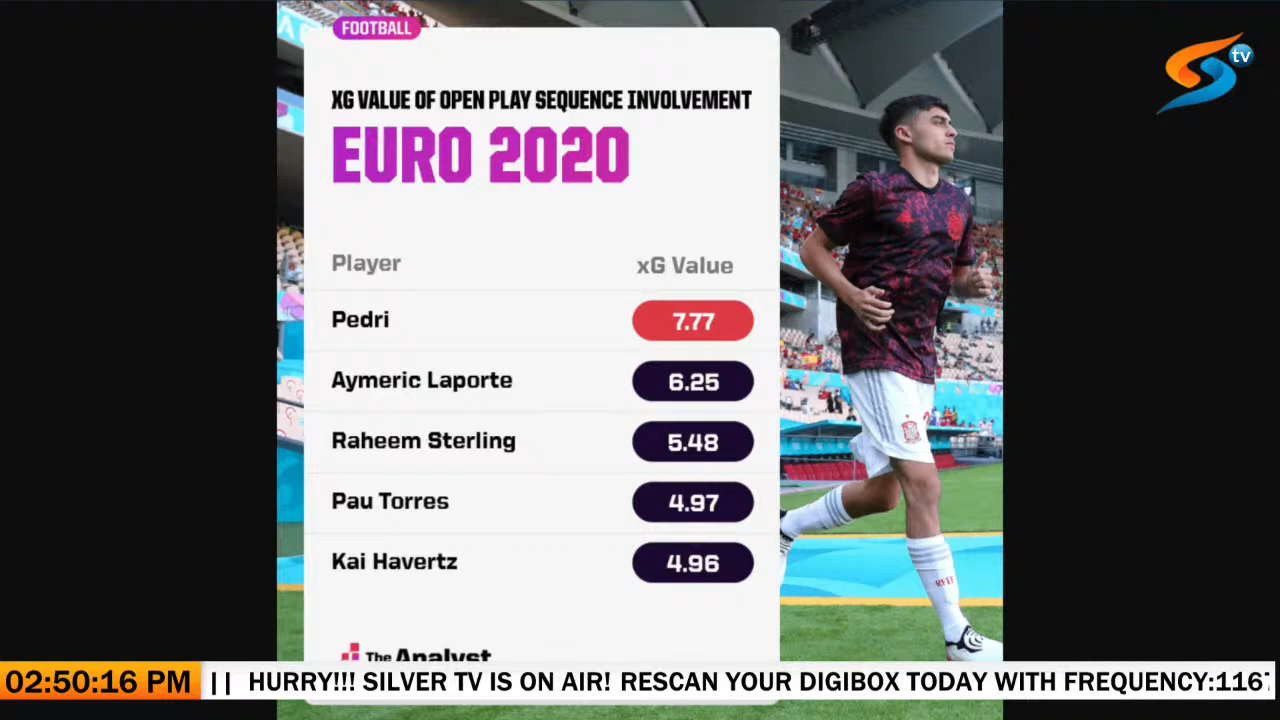 FOOTBALL
tv
XG VALUE OF OPEN PLAY SEQUENCE INVOLVEMENT
EURO 2020
Player xG Value
Pedri 7.77
Aymeric Laporte 6.25
Raheem Sterling 5.48
Pau Torres 4.97
Kai Havertz 4.96
The Analyst
RFEF
02:50:16 PM || HURRY!!! SILVER TV IS ON AIR! RESCAN YOUR DIGIBOX TODAY WITH FREQUENCY:1167